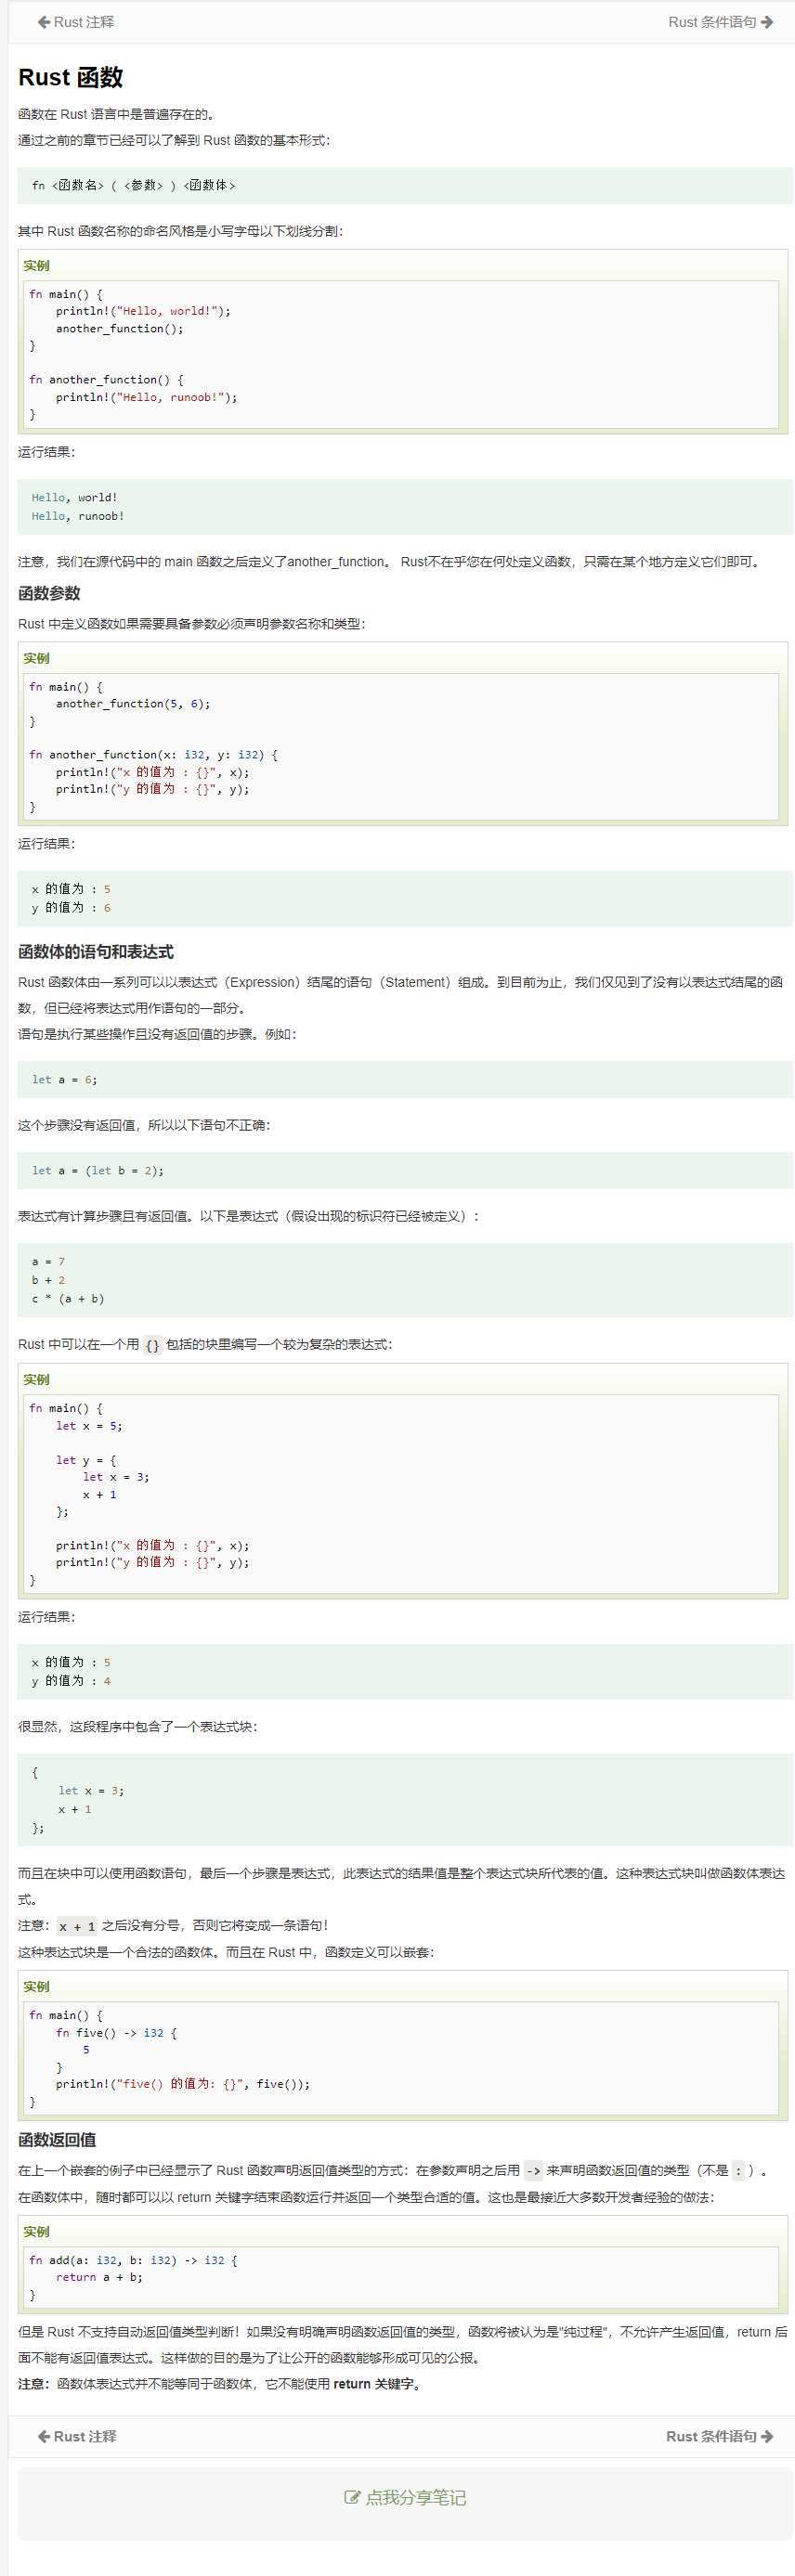 Rust 注释
Rust 条件语句
Rust 函数
函数在 Rust 语言中是普遍存在的。
通过之前的章节已经可以了解到 Rust 函数的基本形式：
fn <函数名> ( <参数> ) <函数体>
其中 Rust 函数名称的命名风格是小写字母以下划线分割：
实例
fn main() {
    println!("Hello, world!");
    another_function();
}
fn another_function() {
    println!("Hello, runoob!");
}
运行结果：
Hello, world!
Hello, runoob!
注意，我们在源代码中的 main 函数之后定义了another_function。 Rust不在乎您在何处定义函数，只需在某个地方定义它们即可。
函数参数
Rust 中定义函数如果需要具备参数必须声明参数名称和类型：
实例
fn main() {
    another_function(5, 6);
}
fn another_function(x: i32, y: i32) {
    println!("x 的值为 : {}", x);
    println!("y 的值为 : {}", y);
}
运行结果：
x 的值为 : 5
y 的值为 : 6
函数体的语句和表达式
Rust 函数体由一系列可以以表达式（Expression）结尾的语句（Statement）组成。到目前为止，我们仅见到了没有以表达式结尾的函
数，但已经将表达式用作语句的一部分。
语句是执行某些操作且没有返回值的步骤。例如：
let a = 6;
这个步骤没有返回值，所以以下语句不正确：
let a = (let b = 2);
表达式有计算步骤且有返回值。以下是表达式（假设出现的标识符已经被定义）：
a = 7
b + 2
c * (a + b)
Rust 中可以在一个用 {} 包括的块里编写一个较为复杂的表达式：
实例
fn main() {
    let x = 5;
    let y = {
        let x = 3;
        x + 1
    };
    println!("x 的值为 : {}", x);
    println!("y 的值为 : {}", y);
}
运行结果：
x 的值为 : 5
y 的值为 : 4
很显然，这段程序中包含了一个表达式块：
{
    let x = 3;
    x + 1
};
而且在块中可以使用函数语句，最后一个步骤是表达式，此表达式的结果值是整个表达式块所代表的值。这种表达式块叫做函数体表达
式。
注意：x + 1 之后没有分号，否则它将变成一条语句！
这种表达式块是一个合法的函数体。而且在 Rust 中，函数定义可以嵌套：
实例
fn main() {
    fn five() -> i32 {
        5
    }
    println!("five() 的值为: {}", five());
}
函数返回值
在上一个嵌套的例子中已经显示了 Rust 函数声明返回值类型的方式：在参数声明之后用 -> 来声明函数返回值的类型（不是 : ）。
在函数体中，随时都可以以 return 关键字结束函数运行并返回一个类型合适的值。这也是最接近大多数开发者经验的做法：
实例
fn add(a: i32, b: i32) -> i32 {
    return a + b;
}
但是 Rust 不支持自动返回值类型判断！如果没有明确声明函数返回值的类型，函数将被认为是"纯过程"，不允许产生返回值，return 后
面不能有返回值表达式。这样做的目的是为了让公开的函数能够形成可见的公报。
注意：函数体表达式并不能等同于函数体，它不能使用 return 关键字。
Rust 注释
Rust 条件语句
点我分享笔记